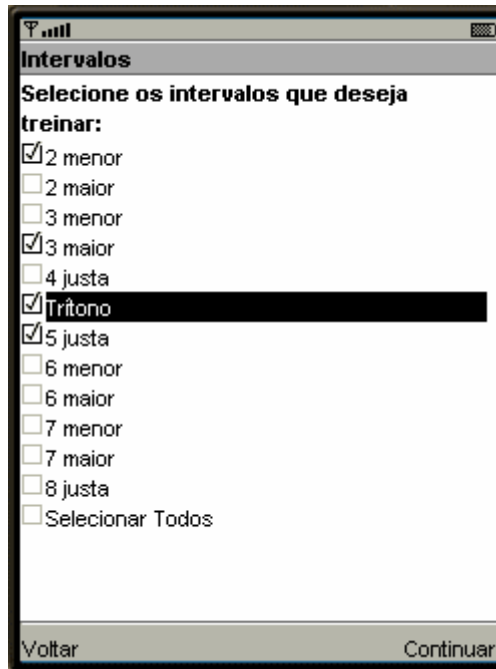 Intervalos
Selecione os intervalos que deseja
treinar:
2 menor
2 maior
3 menor
3 maior
4 justa
Trítono
5 justa
6 menor
6 maior
7 menor
7 maior
8 justa
Selecionar Todos
Voltar
Continuar